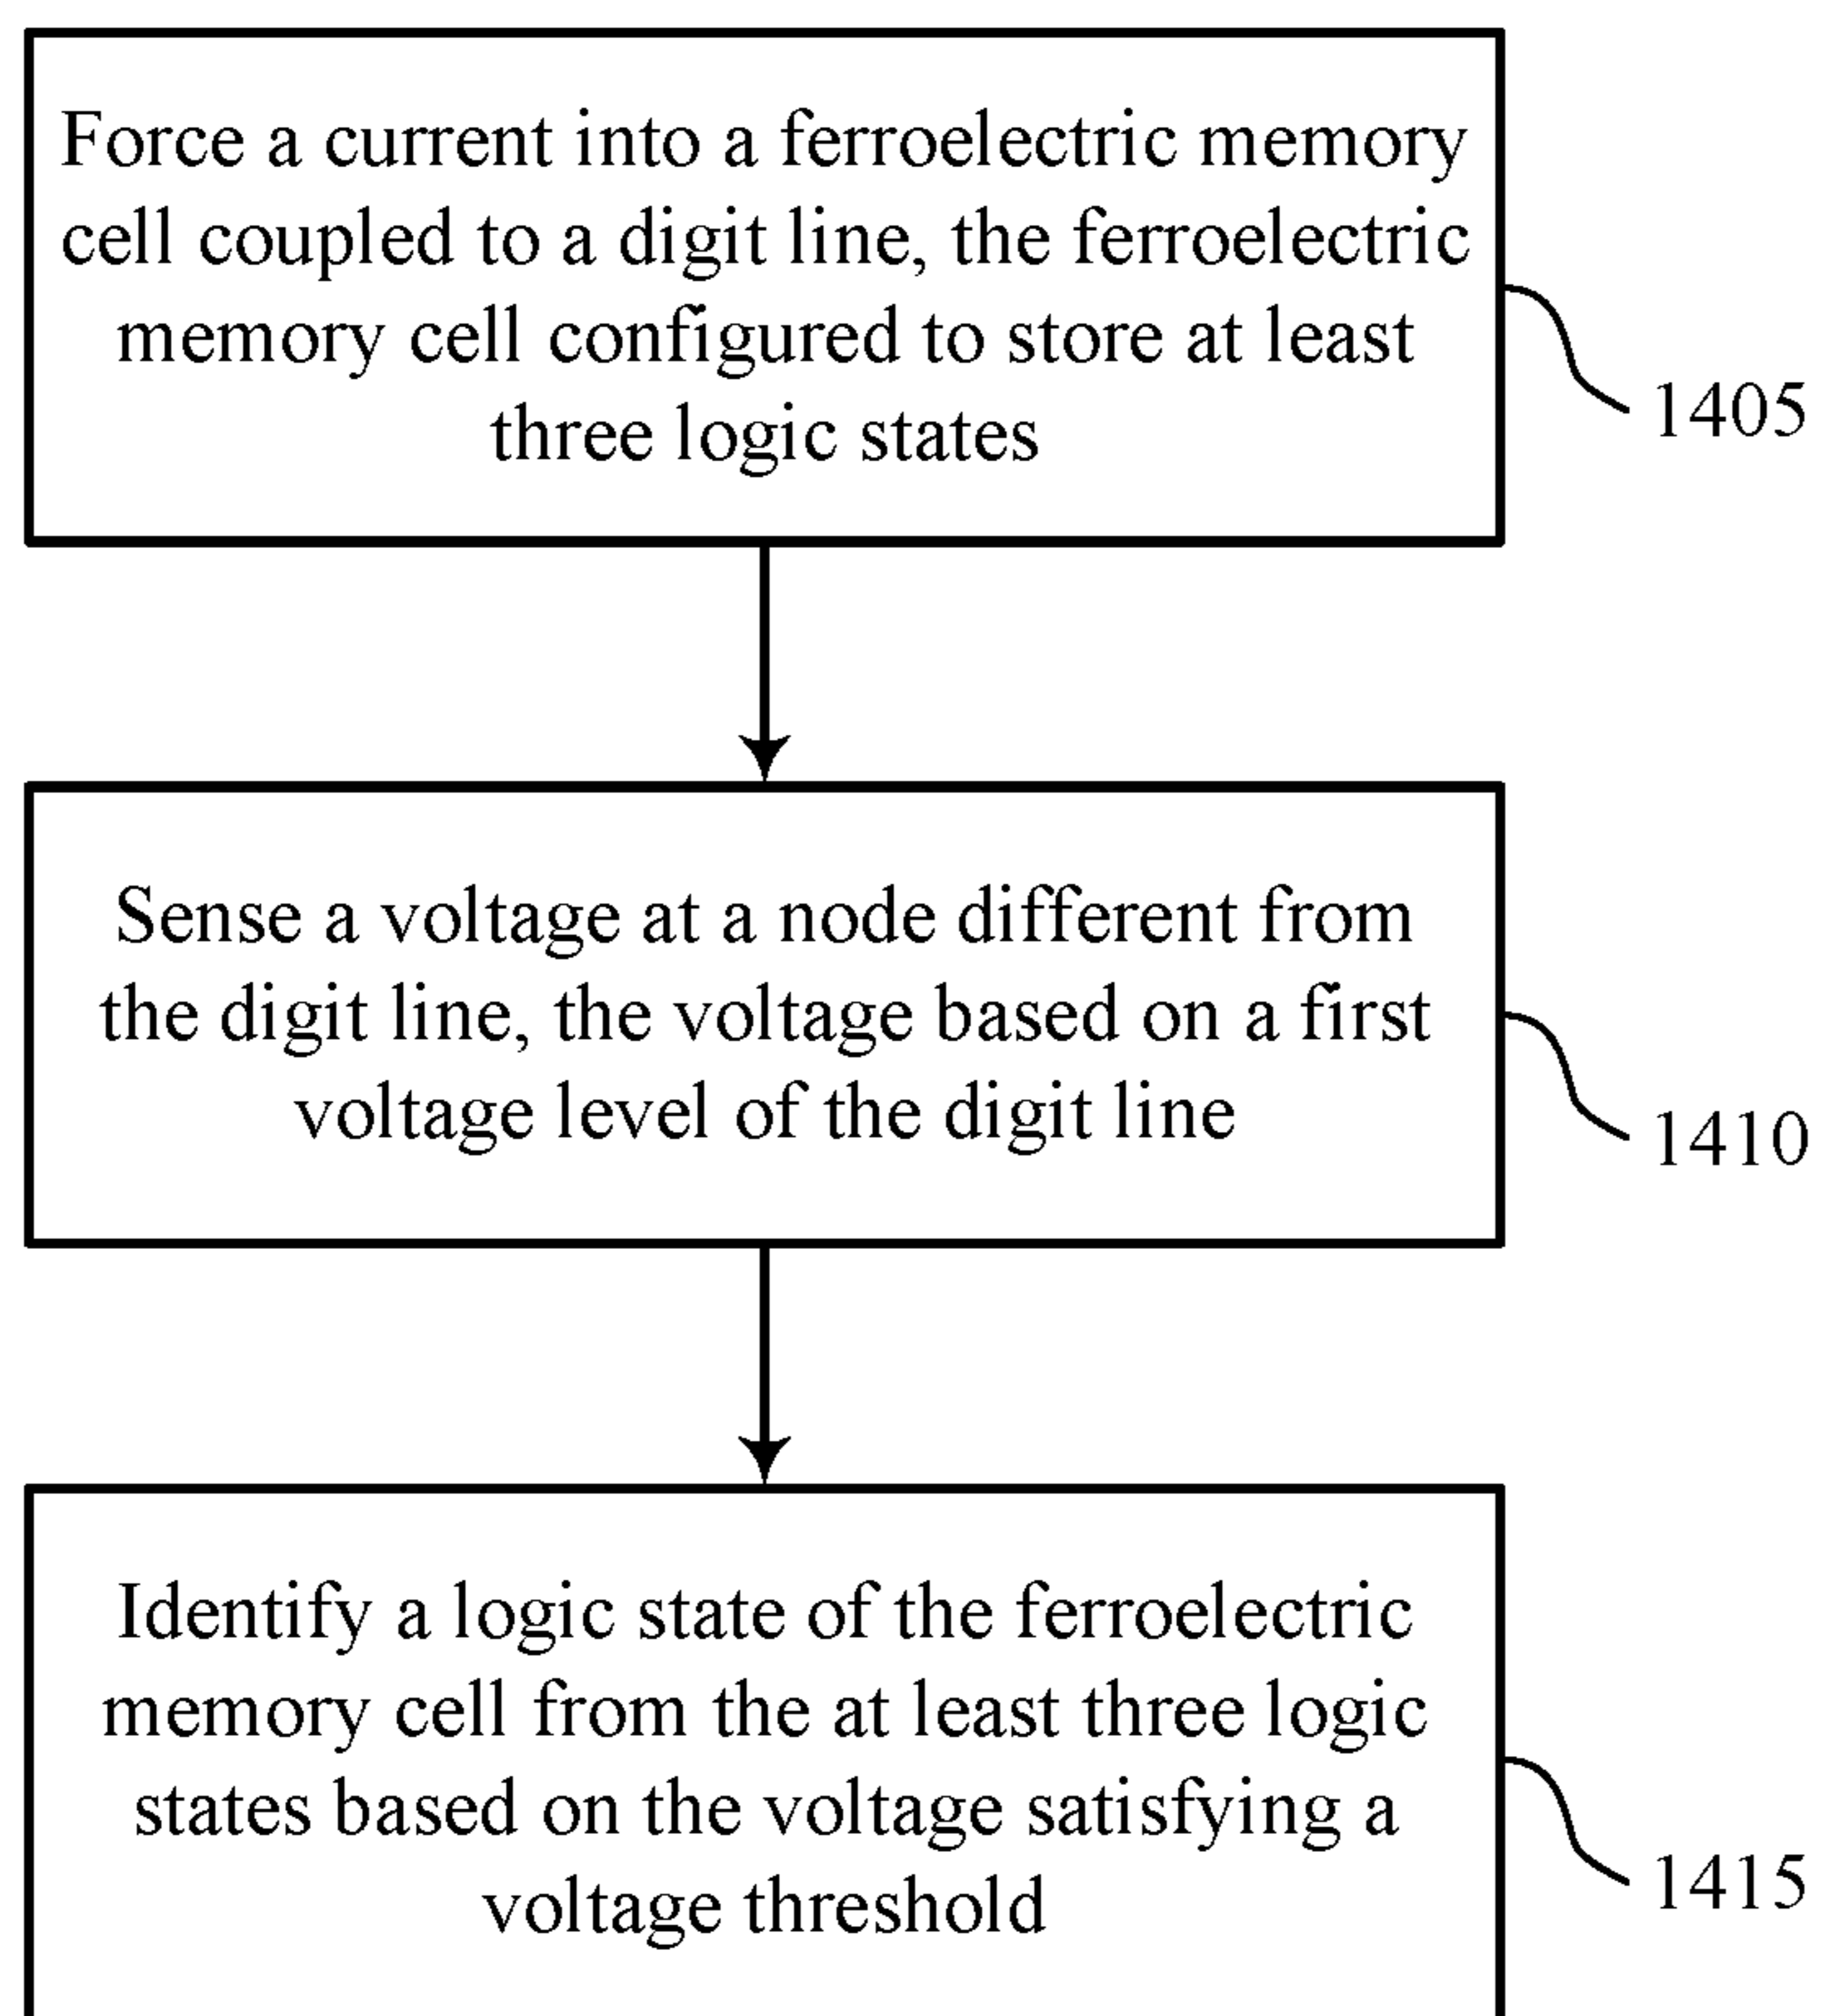 Force a current into a ferroelectric memory
cell coupled to a digit line, the ferroelectric
memory cell configured to store at least
three logic states
1405
Sense a voltage at a node different from
the digit line, the voltage based on a first
voltage level of the digit line
1410
Identify a logic state of the ferroelectric
memory cell from the at least three logic
states based on the voltage satisfying a
voltage threshold
1415